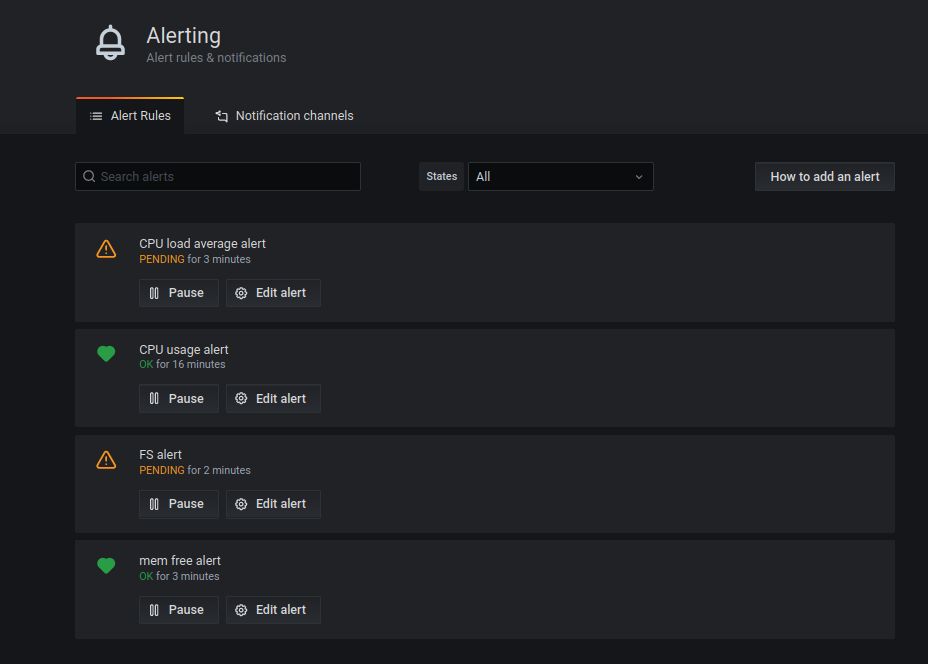 Alerting
Alert rules & notifications
Alert Rules
Notification channels
Search alerts
States
All
How to add an alert
CPU load average alert
PENDING for 3 minutes
Pause
Edit alert
CPU usage alert
OK for 16 minutes
Pause
Edit alert
FS alert
PENDING for 2 minutes
Pause
Edit alert
mem free alert
OK for 3 minutes
Pause
Edit alert